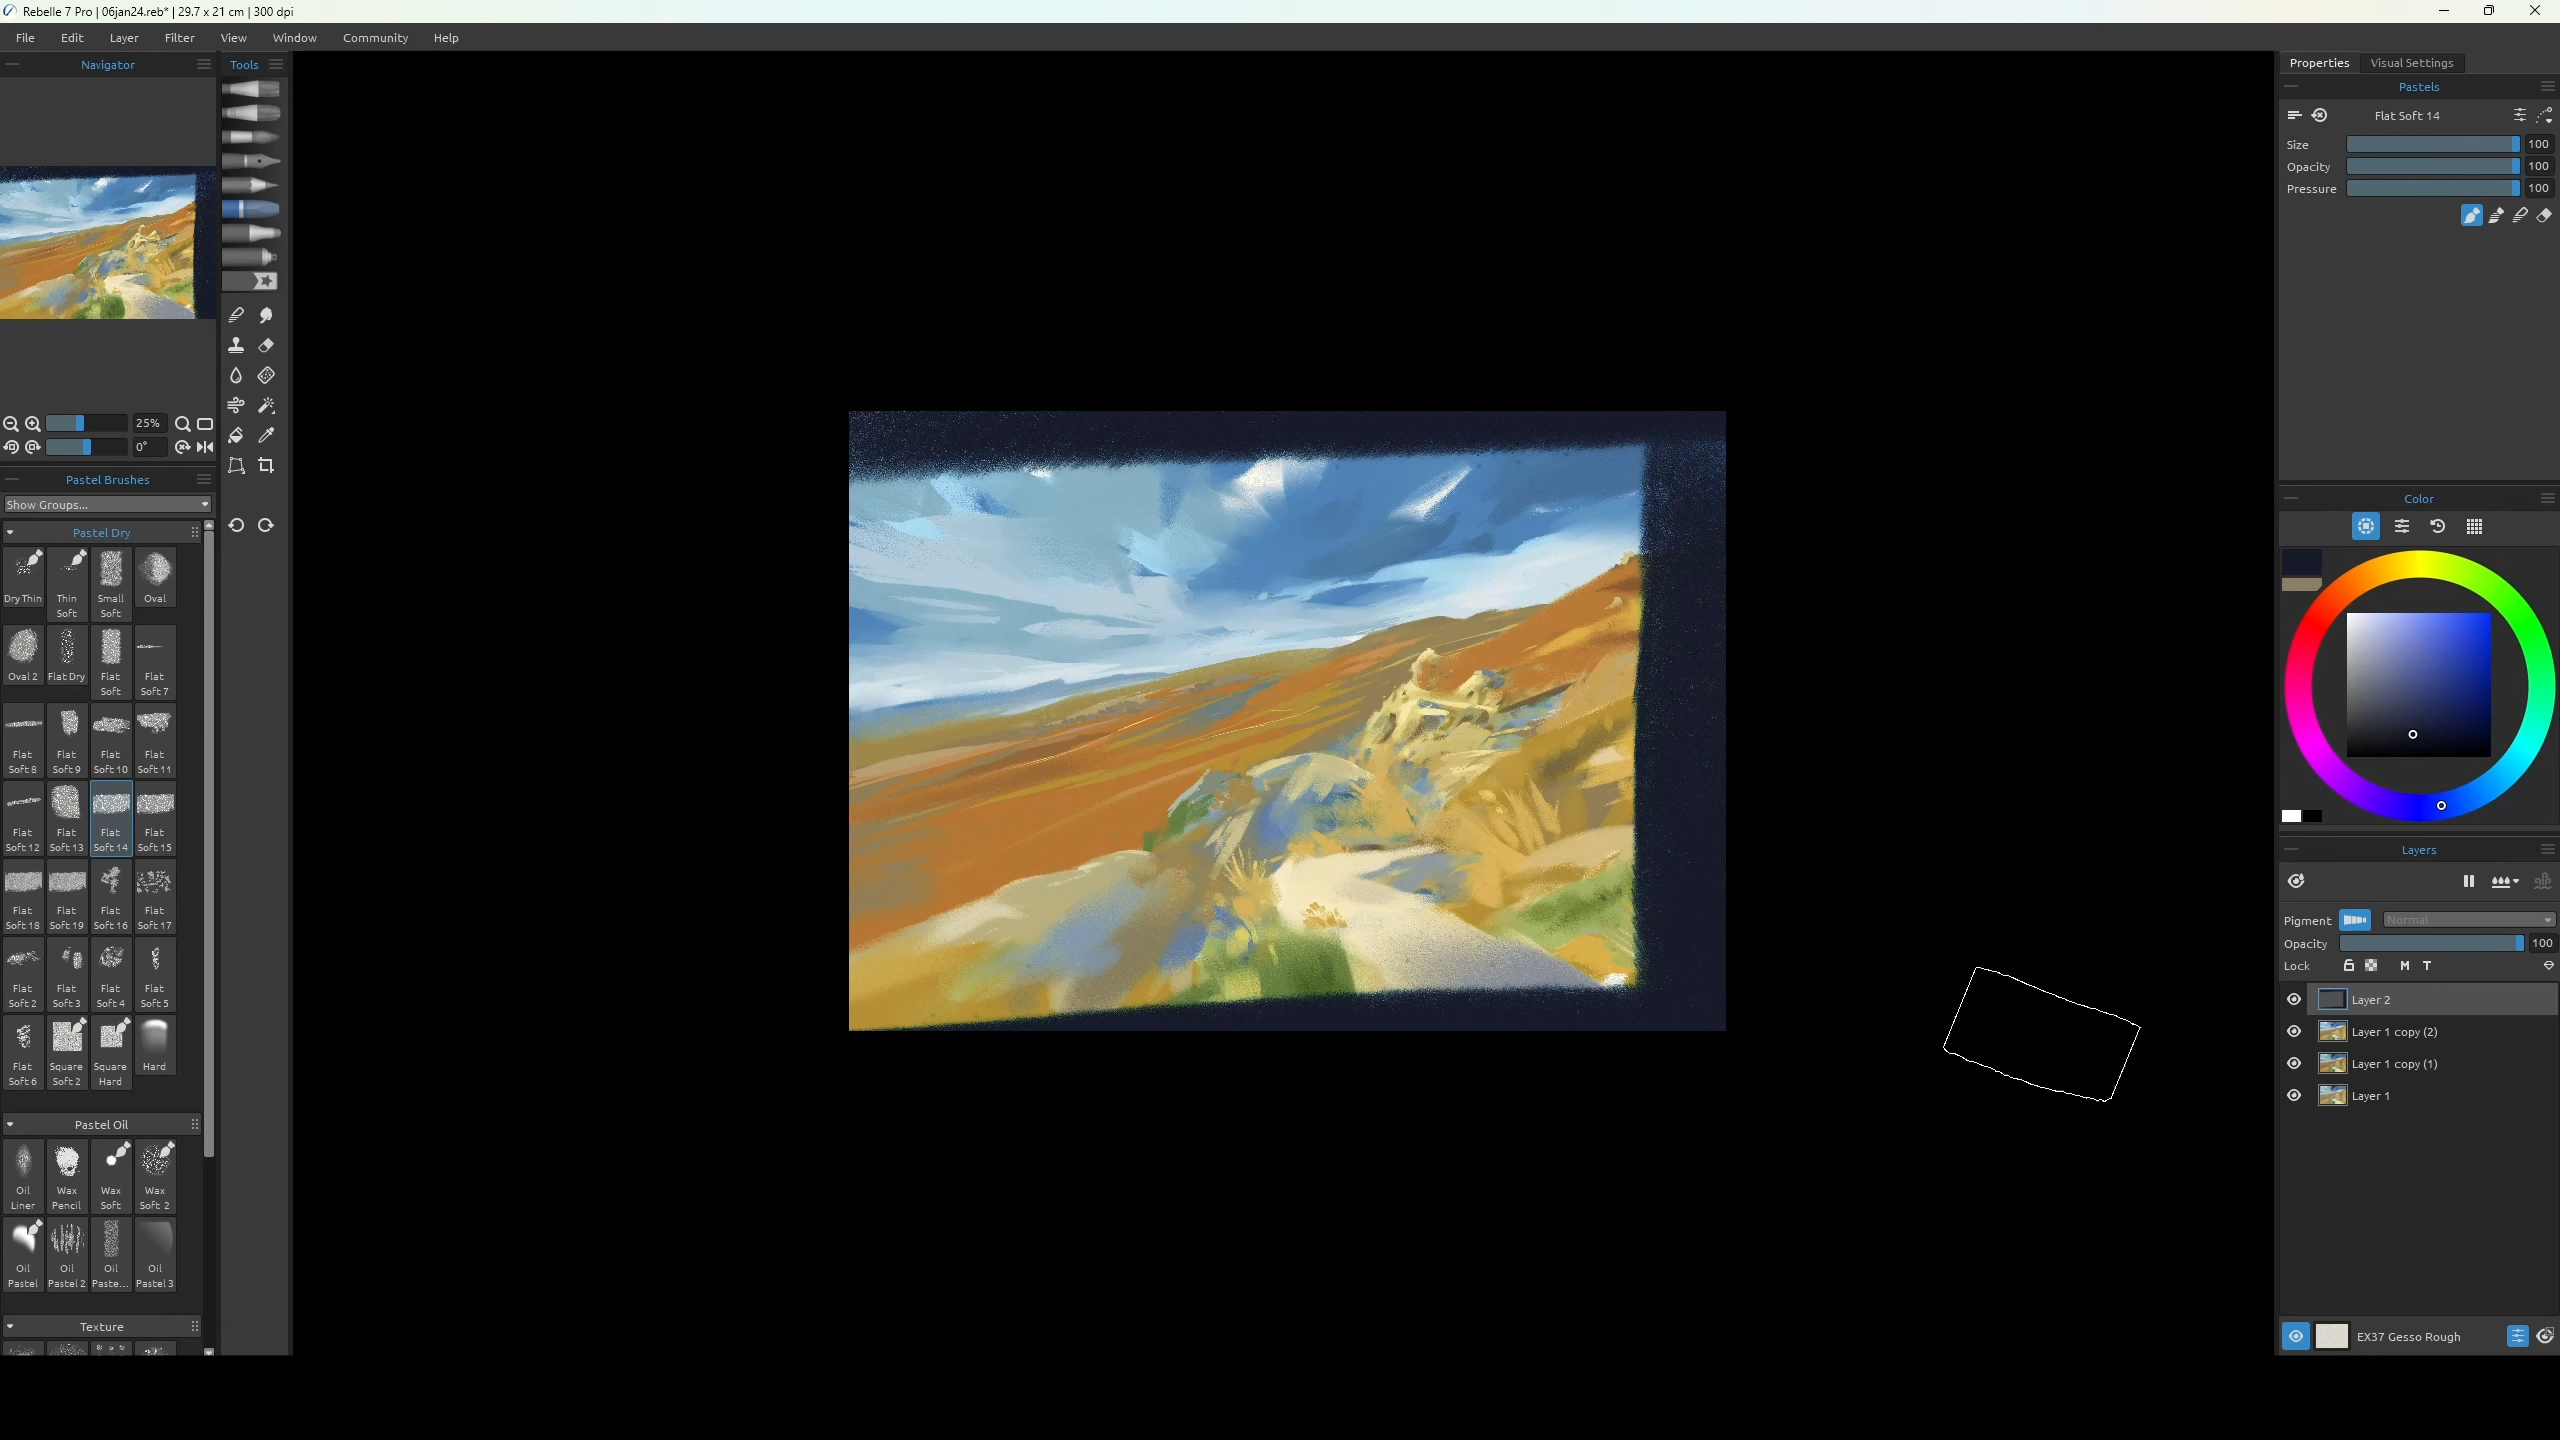 Rebelle 7 Pro | 06jan24.reb* | 29.7 x 21 cm | 300 dpi
File Edit Layer Filter View Window Community Help
Navigator
25%
0°
Pastel Brushes
Show Groups...
Pastel Dry
Dry Thin
Thin Soft
Small Soft
Oval
Oval 2
Flat Dry
Flat Soft
Flat Soft 7
Flat Soft 8
Flat Soft 9
Flat Soft 10
Flat Soft 11
Flat Soft 12
Flat Soft 13
Flat Soft 14
Flat Soft 15
Flat Soft 18
Flat Soft 19
Flat Soft 16
Flat Soft 17
Flat Soft 2
Flat Soft 3
Flat Soft 4
Flat Soft 5
Flat Soft 6
Square Soft 2
Square Hard
Hard
Pastel Oil
Oil Liner
Wax Pencil
Wax Soft
Wax Soft 2
Oil Pastel
Oil Pastel 2
Oil Paste...
Oil Pastel 3
Texture
Tools
Properties Visual Settings
Pastels
Flat Soft 14
Size 100
Opacity 100
Pressure 100
Color
Layers
Pigment Normal
Opacity 100
Lock M T
Layer 2
Layer 1 copy (2)
Layer 1 copy (1)
Layer 1
EX37 Gesso Rough